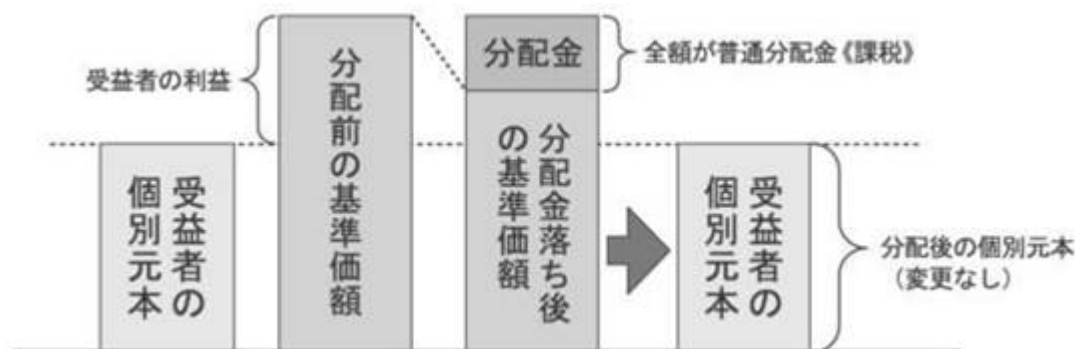 受益者の利益
受益者の
個別元本
分配前の基準価額
分配金
全額が普通分配金《課税》
分配金落ち後
の基準価額
受益者の
個別元本
分配後の個別元本
（変更なし）